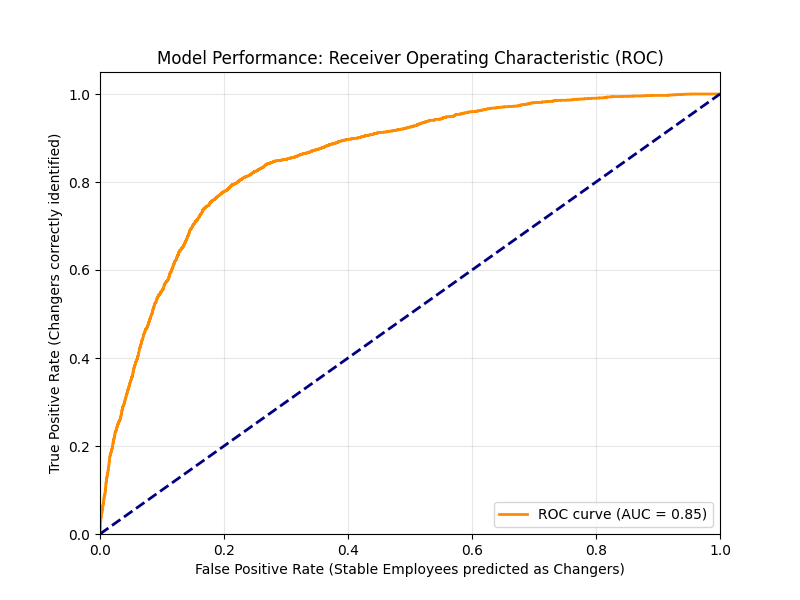 Model Performance: Receiver Operating Characteristic (ROC)
True Positive Rate (Changers correctly identified)
1.0
0.8
0.6
0.4
0.2
0.0
ROC curve (AUC = 0.85)
0.0 0.2 0.4 0.6 0.8 1.0
False Positive Rate (Stable Employees predicted as Changers)